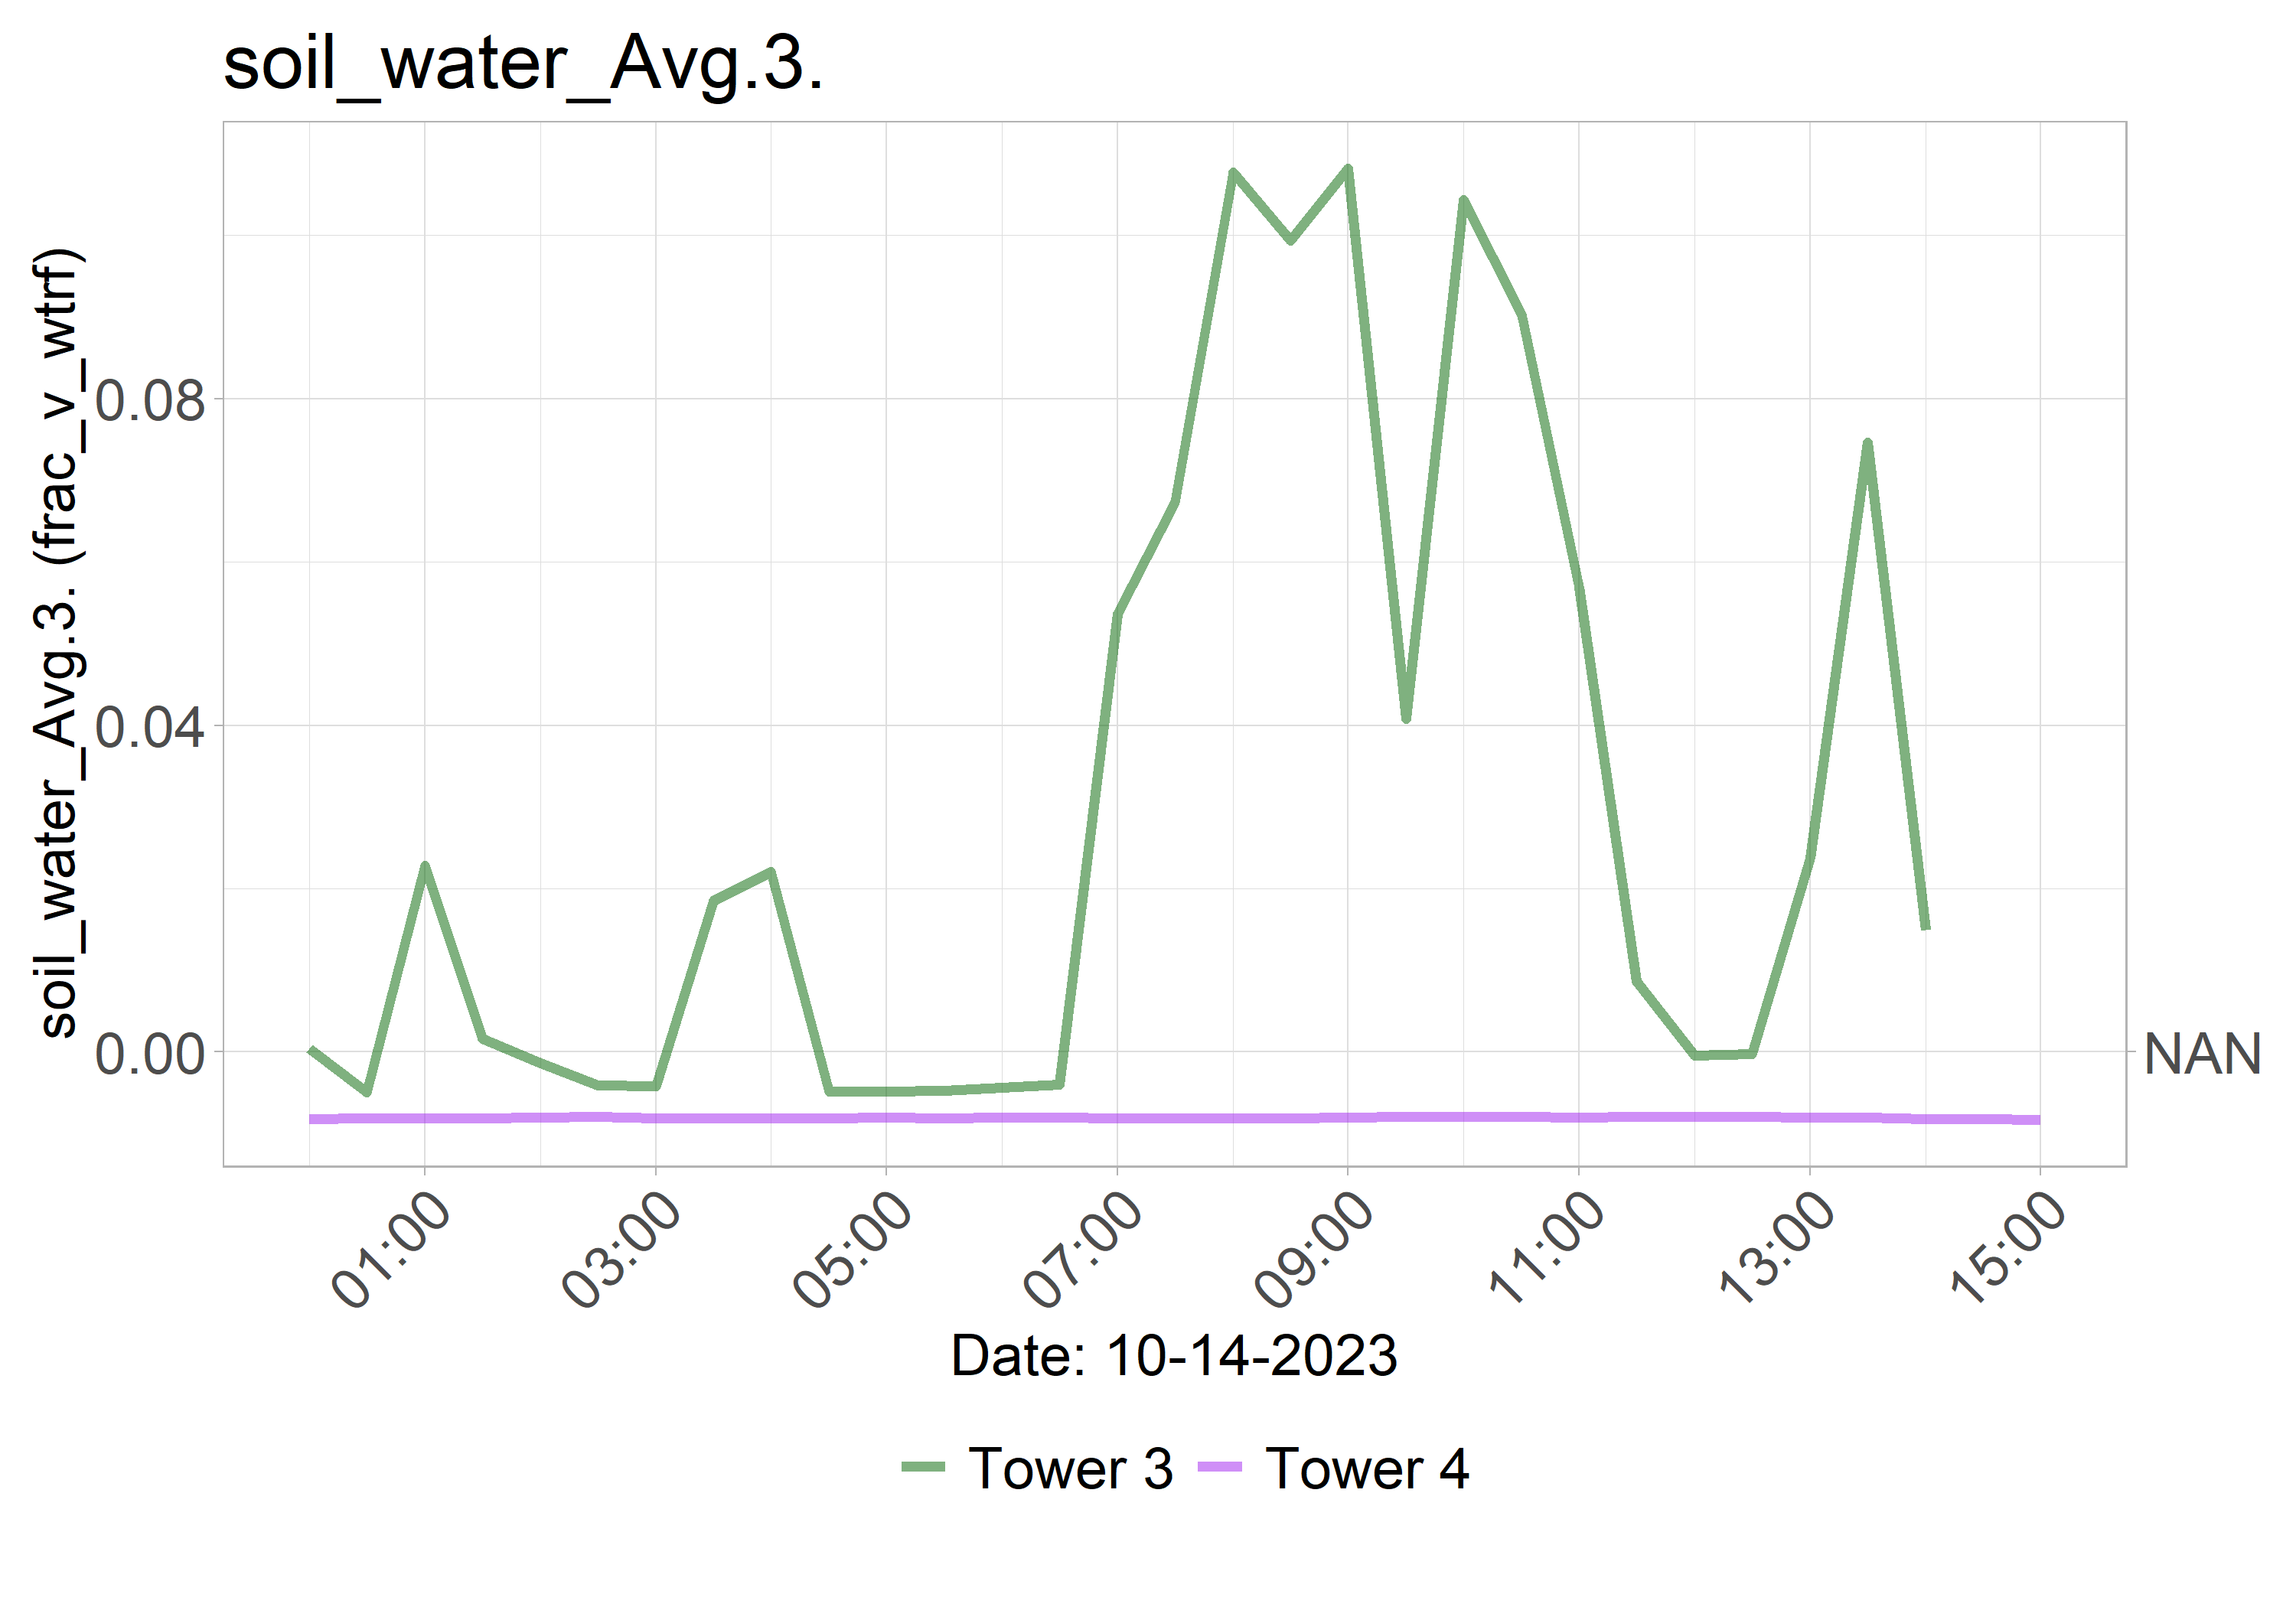 soil_water_Avg.3.
soil_water_Avg.3. (frac_v_wtrf)
0.08
0.04
0.00
NAN
01:00
03:00
05:00
07:00
09:00
11:00
13:00
15:00
Date: 10-14-2023
Tower 3
Tower 4